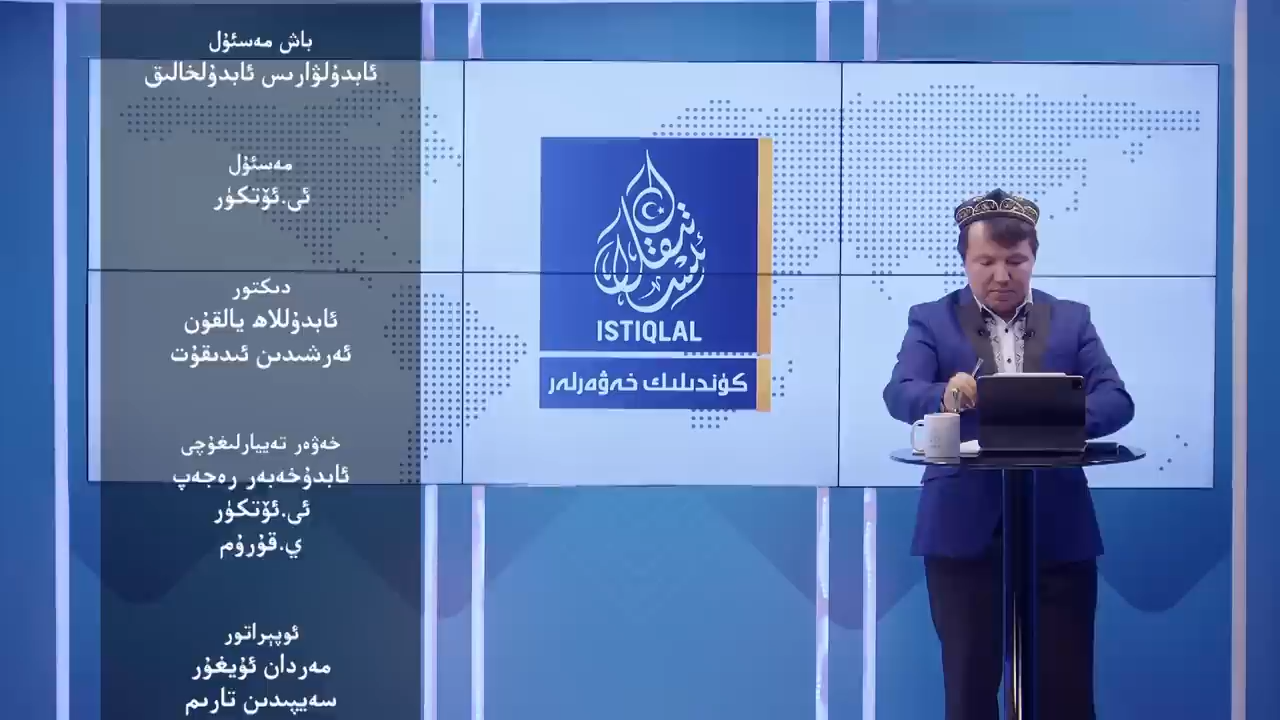 باش مەسئۇل
ئابدۇلۋارىس ئابدۇلخالىق
مەسئۇل
ئى.ئۆتكۈر
دىكتور
ئابدۇللاھ يالقۇن
ئەرشىدىن ئىدىقۇت
خەۋەر تەييارلىغۇچى
ئابدۇخەبەر رەجەپ
ئى.ئۆتكۈر
ي.قۇرۇم
ئوپېراتور
مەردان ئۇيغۇر
سەيپىدىن تارىم
ئىستىقلال
ISTIQLAL
كۈندىلىك خەۋەرلەر